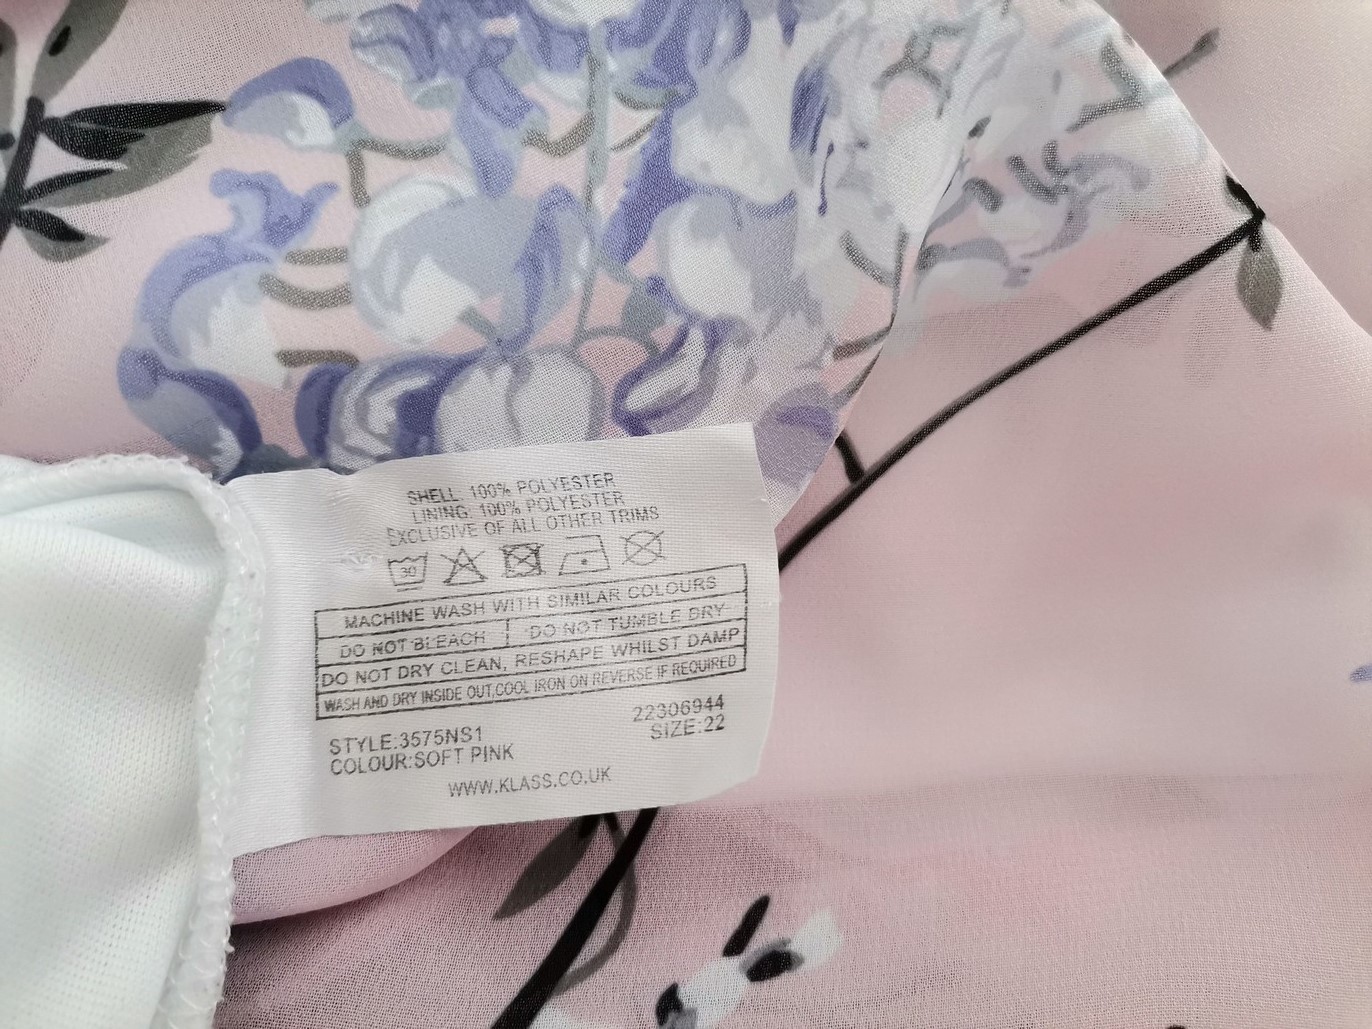 SHELL 100% POLYESTER
LINING: 100% POLYESTER
EXCLUSIVE OF ALL OTHER TRIMS
30
MACHINE WASH WITH SIMILAR COLOURS
DO NOT BLEACH DO NOT TUMBLE DRY
DO NOT DRY CLEAN, RESHAPE WHILST DAMP
WASH AND DRY INSIDE OUT,COOL IRON ON REVERSE IF REQUIRED
22306944
STYLE:3575NS1 SIZE:22
COLOUR:SOFT PINK
WWW.KLASS.CO.UK